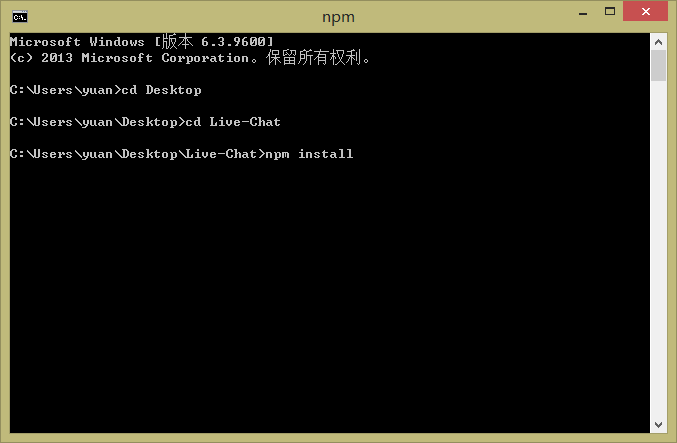 npm
Microsoft Windows [版本 6.3.9600]
(c) 2013 Microsoft Corporation。保留所有权利。
C:\Users\yuan>cd Desktop
C:\Users\yuan\Desktop>cd Live-Chat
C:\Users\yuan\Desktop\Live-Chat>npm install